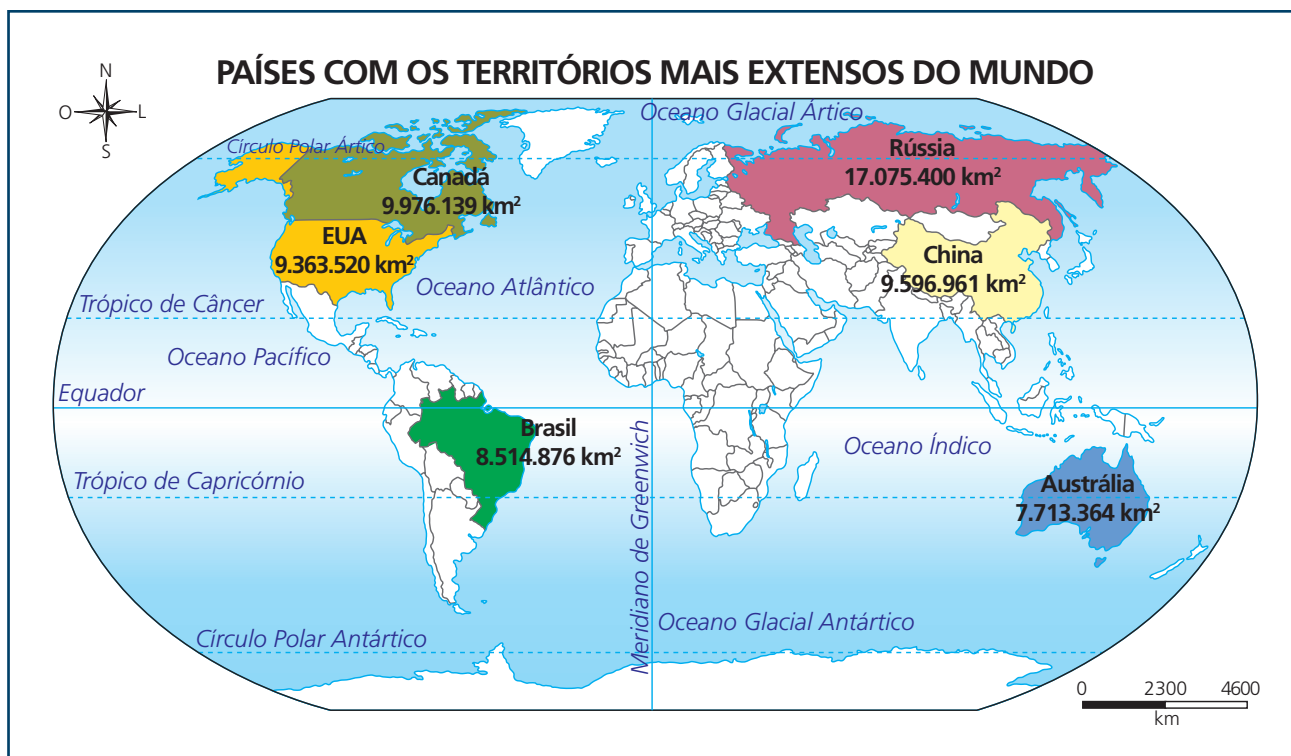 PAÍSES COM OS TERRITÓRIOS MAIS EXTENSOS DO MUNDO
N
O
L
S
Oceano Glacial Ártico
Círculo Polar Ártico
Rússia
17.075.400 km²
Canadá
9.976.139 km²
EUA
9.363.520 km²
China
9.596.961 km²
Oceano Atlântico
Trópico de Câncer
Oceano Pacífico
Equador
Brasil
8.514.876 km²
Oceano Índico
Trópico de Capricórnio
Austrália
7.713.364 km²
Meridiano de Greenwich
Oceano Glacial Antártico
Círculo Polar Antártico
0 2300 4600
km